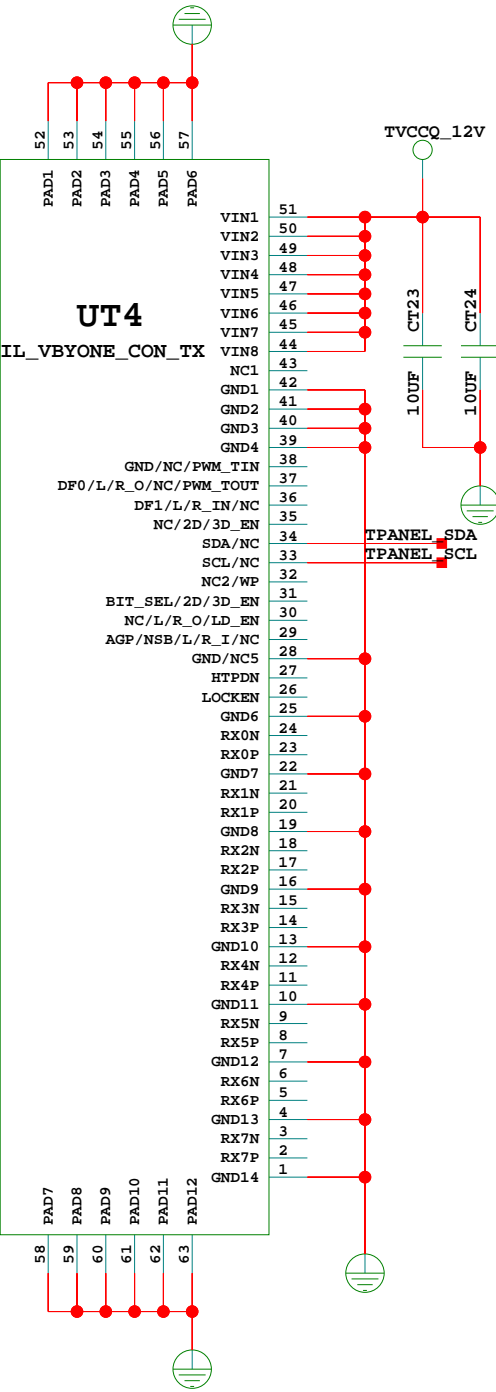 52 53 54 55 56 57
PAD1 PAD2 PAD3 PAD4 PAD5 PAD6
TVCCQ_12V
UT4
IL_VBYONE_CON_TX
CT23 CT24
10UF 10UF
VIN1 51
VIN2 50
VIN3 49
VIN4 48
VIN5 47
VIN6 46
VIN7 45
VIN8 44
NC1 43
GND1 42
GND2 41
GND3 40
GND4 39
GND/NC/PWM_TIN 38
DF0/L/R_O/NC/PWM_TOUT 37
DF1/L/R_IN/NC 36
NC/2D/3D_EN 35
SDA/NC 34 TPANEL_SDA
SCL/NC 33 TPANEL_SCL
NC2/WP 32
BIT_SEL/2D/3D_EN 31
NC/L/R_O/LD_EN 30
AGP/NSB/L/R_I/NC 29
GND/NC5 28
HTPDN 27
LOCKEN 26
GND6 25
RX0N 24
RX0P 23
GND7 22
RX1N 21
RX1P 20
GND8 19
RX2N 18
RX2P 17
GND9 16
RX3N 15
RX3P 14
GND10 13
RX4N 12
RX4P 11
GND11 10
RX5N 9
RX5P 8
GND12 7
RX6N 6
RX6P 5
GND13 4
RX7N 3
RX7P 2
GND14 1
PAD7 PAD8 PAD9 PAD10 PAD11 PAD12
58 59 60 61 62 63